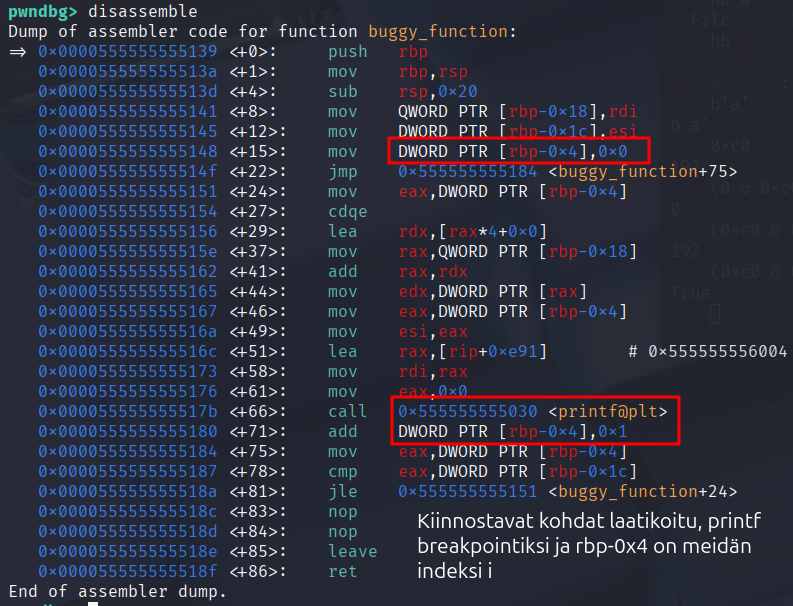 pwndbg> disassemble
Dump of assembler code for function buggy_function:
=> 0x0000555555555139 <+0>: push rbp
0x000055555555513a <+1>: mov rbp,rsp
0x000055555555513d <+4>: sub rsp,0x20
0x0000555555555141 <+8>: mov QWORD PTR [rbp-0x18],rdi
0x0000555555555145 <+12>: mov DWORD PTR [rbp-0x1c],esi
0x0000555555555148 <+15>: mov DWORD PTR [rbp-0x4],0x0
0x000055555555514f <+22>: jmp 0x555555555184 <buggy_function+75>
0x0000555555555151 <+24>: mov eax,DWORD PTR [rbp-0x4]
0x0000555555555154 <+27>: cdqe
0x0000555555555156 <+29>: lea rdx,[rax*4+0x0]
0x000055555555515e <+37>: mov rax,QWORD PTR [rbp-0x18]
0x0000555555555162 <+41>: add rax,rdx
0x0000555555555165 <+44>: mov edx,DWORD PTR [rax]
0x0000555555555167 <+46>: mov eax,DWORD PTR [rbp-0x4]
0x000055555555516a <+49>: mov esi,eax
0x000055555555516c <+51>: lea rax,[rip+0xe91] # 0x555555556004
0x0000555555555173 <+58>: mov rdi,rax
0x0000555555555176 <+61>: mov eax,0x0
0x000055555555517b <+66>: call 0x555555555030 <printf@plt>
0x0000555555555180 <+71>: add DWORD PTR [rbp-0x4],0x1
0x0000555555555184 <+75>: mov eax,DWORD PTR [rbp-0x4]
0x0000555555555187 <+78>: cmp eax,DWORD PTR [rbp-0x1c]
0x000055555555518a <+81>: jle 0x555555555151 <buggy_function+24>
0x000055555555518c <+83>: nop
0x000055555555518d <+84>: nop
0x000055555555518e <+85>: leave
0x000055555555518f <+86>: ret
End of assembler dump.
Kiinnostavat kohdat laatikoitu, printf
breakpointiksi ja rbp-0x4 on meidän
indeksi i